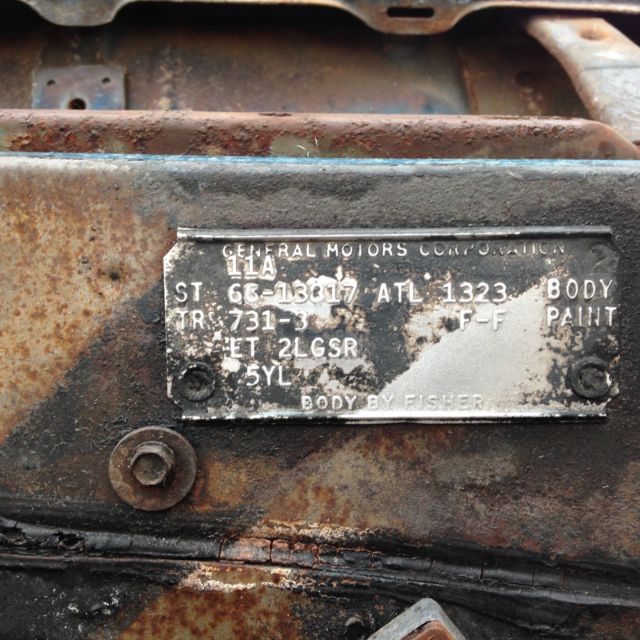 GENERAL MOTORS CORPORATION
11A
ST 66-13817 ATL 1323 BODY
TR 731-3 F-F PAINT
ET 2LGSR
5YL
BODY BY FISHER